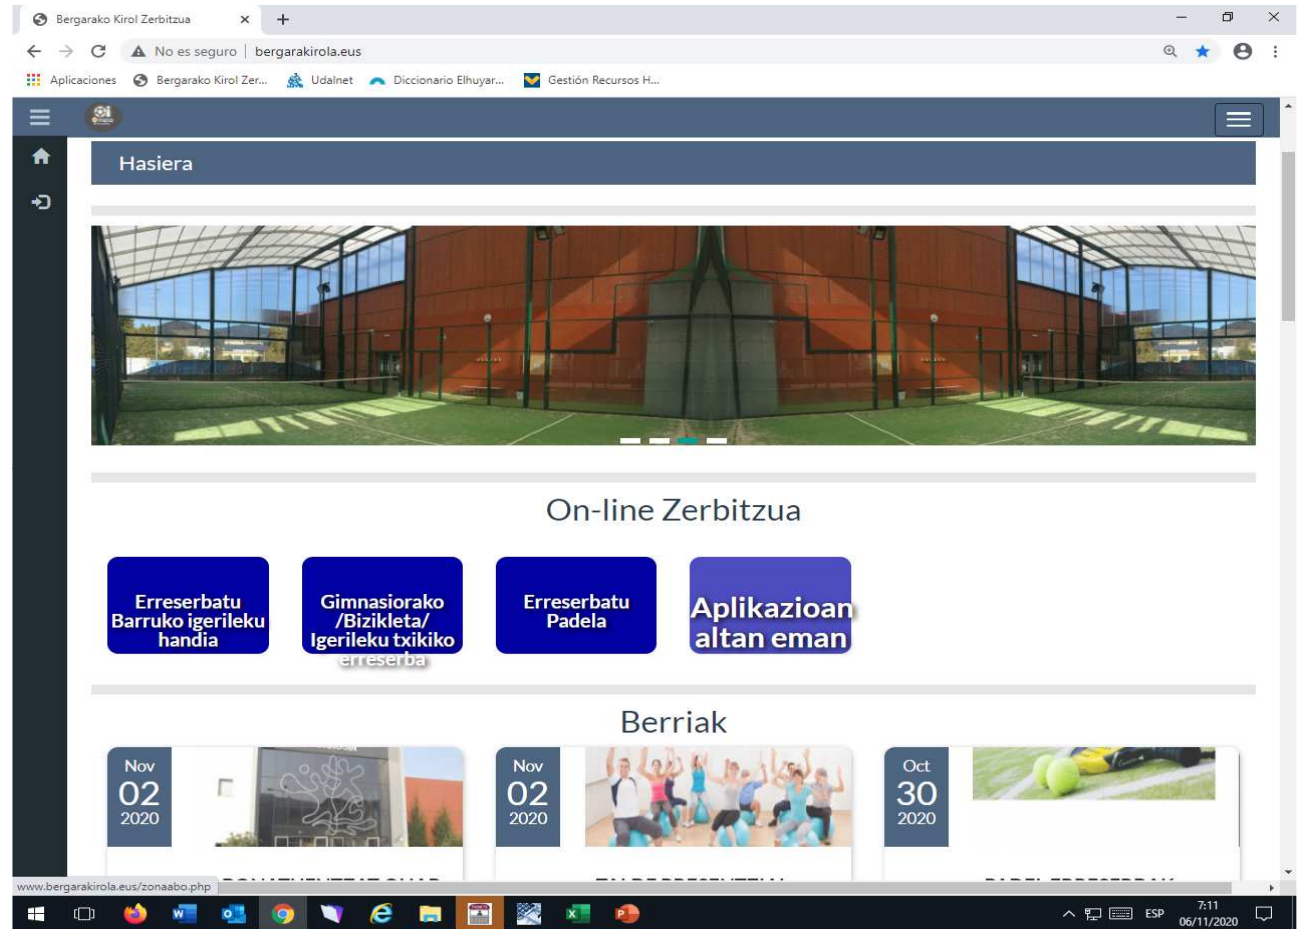 Bergarako Kirol Zerbitzua
No es seguro | bergarakirola.eus
Aplicaciones Bergarako Kirol Zer... Udalnet Diccionario Elhuyar... Gestión Recursos H...
Hasiera
On-line Zerbitzua
Erreserbatu
Barruko igerileku
handia
Gimnasiorako
/Bizikleta/
Igerileku txikiko
erreserba
Erreserbatu
Padela
Aplikazioan
altan eman
Berriak
Nov
02
2020
Nov
02
2020
Oct
30
2020
www.bergarakirola.eus/zonaabo.php
ESP
7:11
06/11/2020